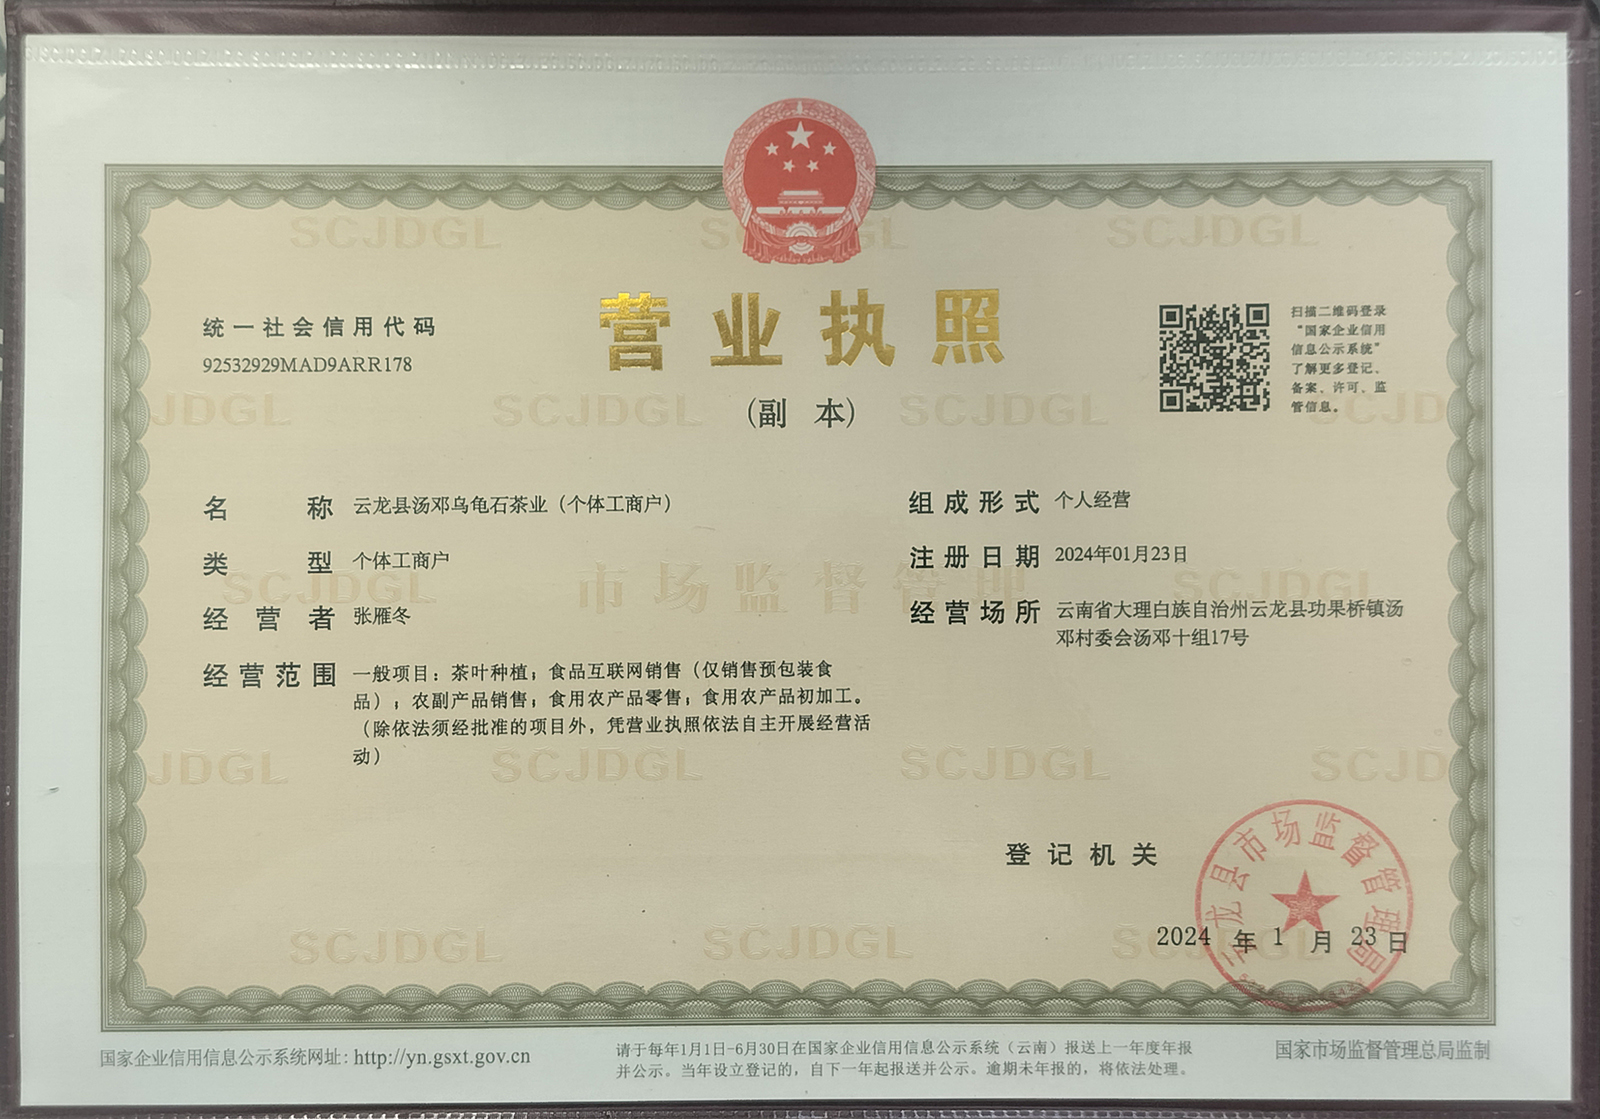 营业执照
(副 本)
统一社会信用代码
92532929MAD9ARR178
扫描二维码登录
“国家企业信用
信息公示系统”
了解更多登记、
备案、许可、监
管信息。
名 称 云龙县汤邓乌龟石茶业（个体工商户）
类 型 个体工商户
经 营 者 张雁冬
经营范围 一般项目：茶叶种植；食品互联网销售（仅销售预包装食
品）；农副产品销售；食用农产品零售；食用农产品初加工。
（除依法须经批准的项目外，凭营业执照依法自主开展经营活
动）
组成形式 个人经营
注册日期 2024年01月23日
经营场所 云南省大理白族自治州云龙县功果桥镇汤
邓村委会汤邓十组17号
市场监督管理
SCJDGL
登记机关
云龙县市场监督管理局
2024 年 1 月 23 日
国家企业信用信息公示系统网址: http://yn.gsxt.gov.cn
请于每年1月1日-6月30日在国家企业信用信息公示系统（云南）报送上一年度年报
并公示。当年设立登记的，自下一年起报送并公示。逾期未年报的，将依法处理。
国家市场监督管理总局监制